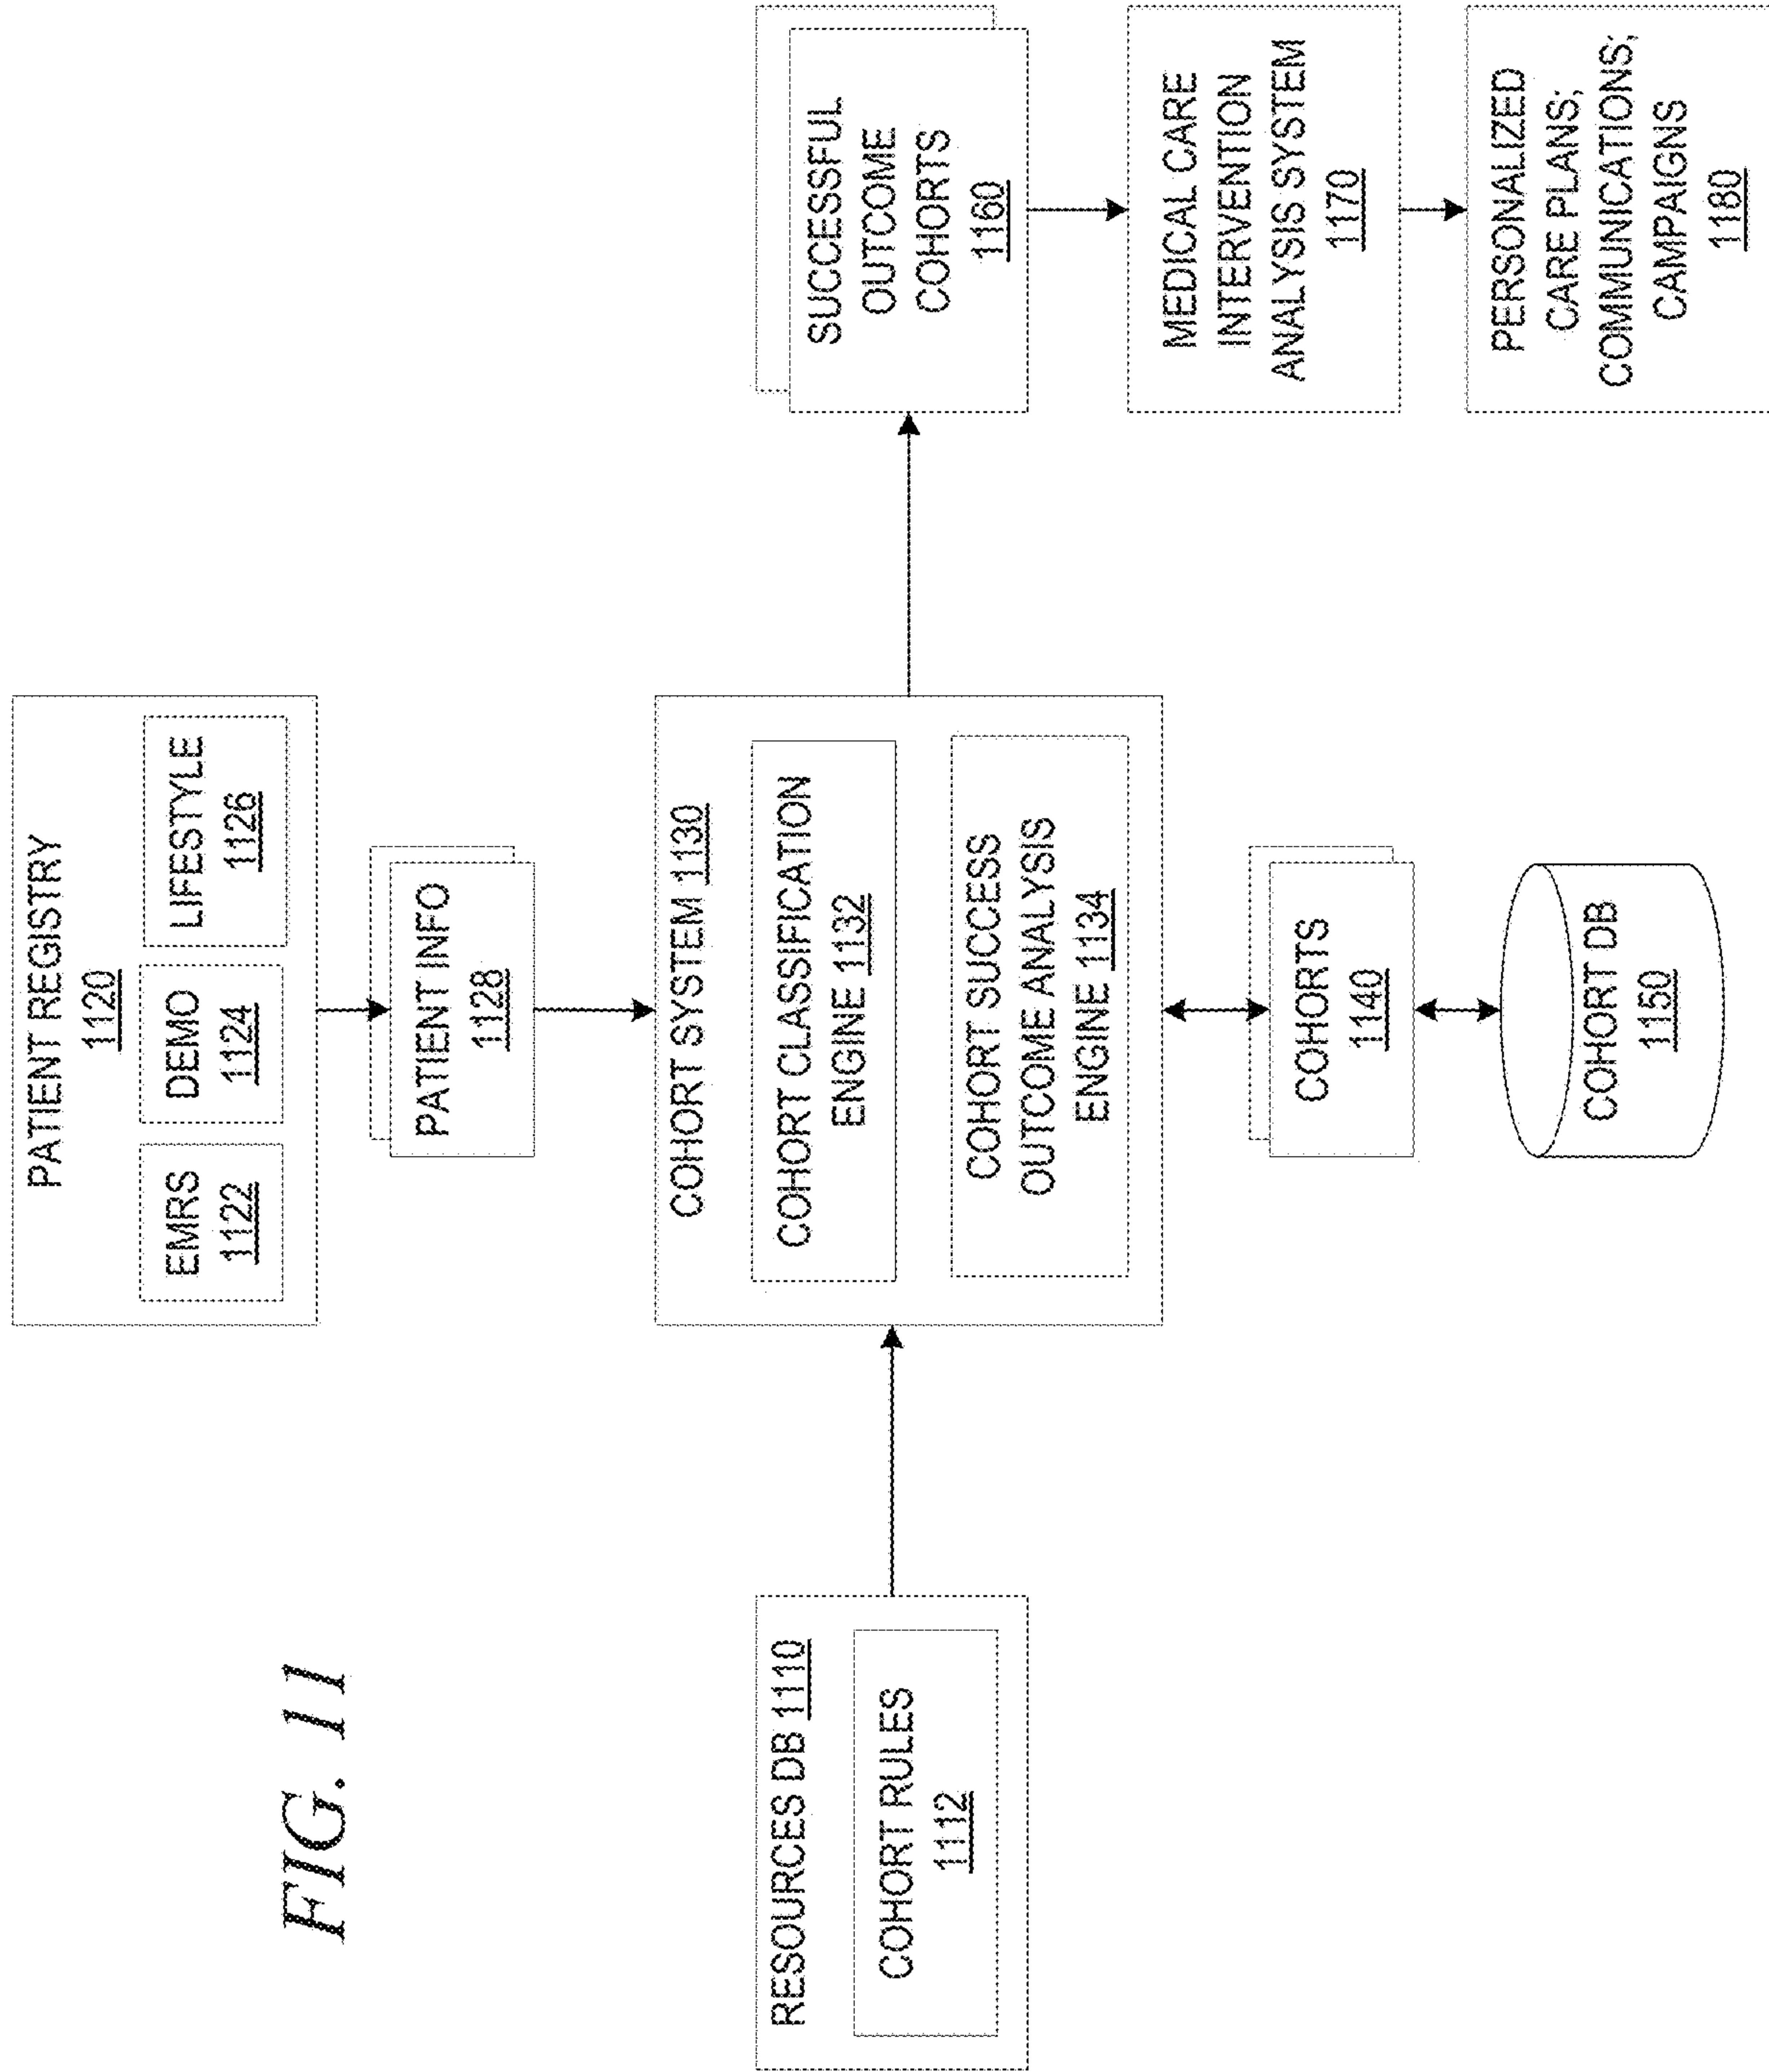 FIG. 11
PATIENT REGISTRY
1120
EMRS
1122
DEMO
1124
LIFESTYLE
1126
PATIENT INFO
1128
RESOURCES DB 1110
COHORT RULES
1112
COHORT SYSTEM 1130
COHORT CLASSIFICATION
ENGINE 1132
COHORT SUCCESS
OUTCOME ANALYSIS
ENGINE 1134
COHORTS
1140
COHORT DB
1150
SUCCESSFUL
OUTCOME
COHORTS
1160
MEDICAL CARE
INTERVENTION
ANALYSIS SYSTEM
1170
PERSONALIZED
CARE PLANS;
COMMUNICATIONS;
CAMPAIGNS
1180